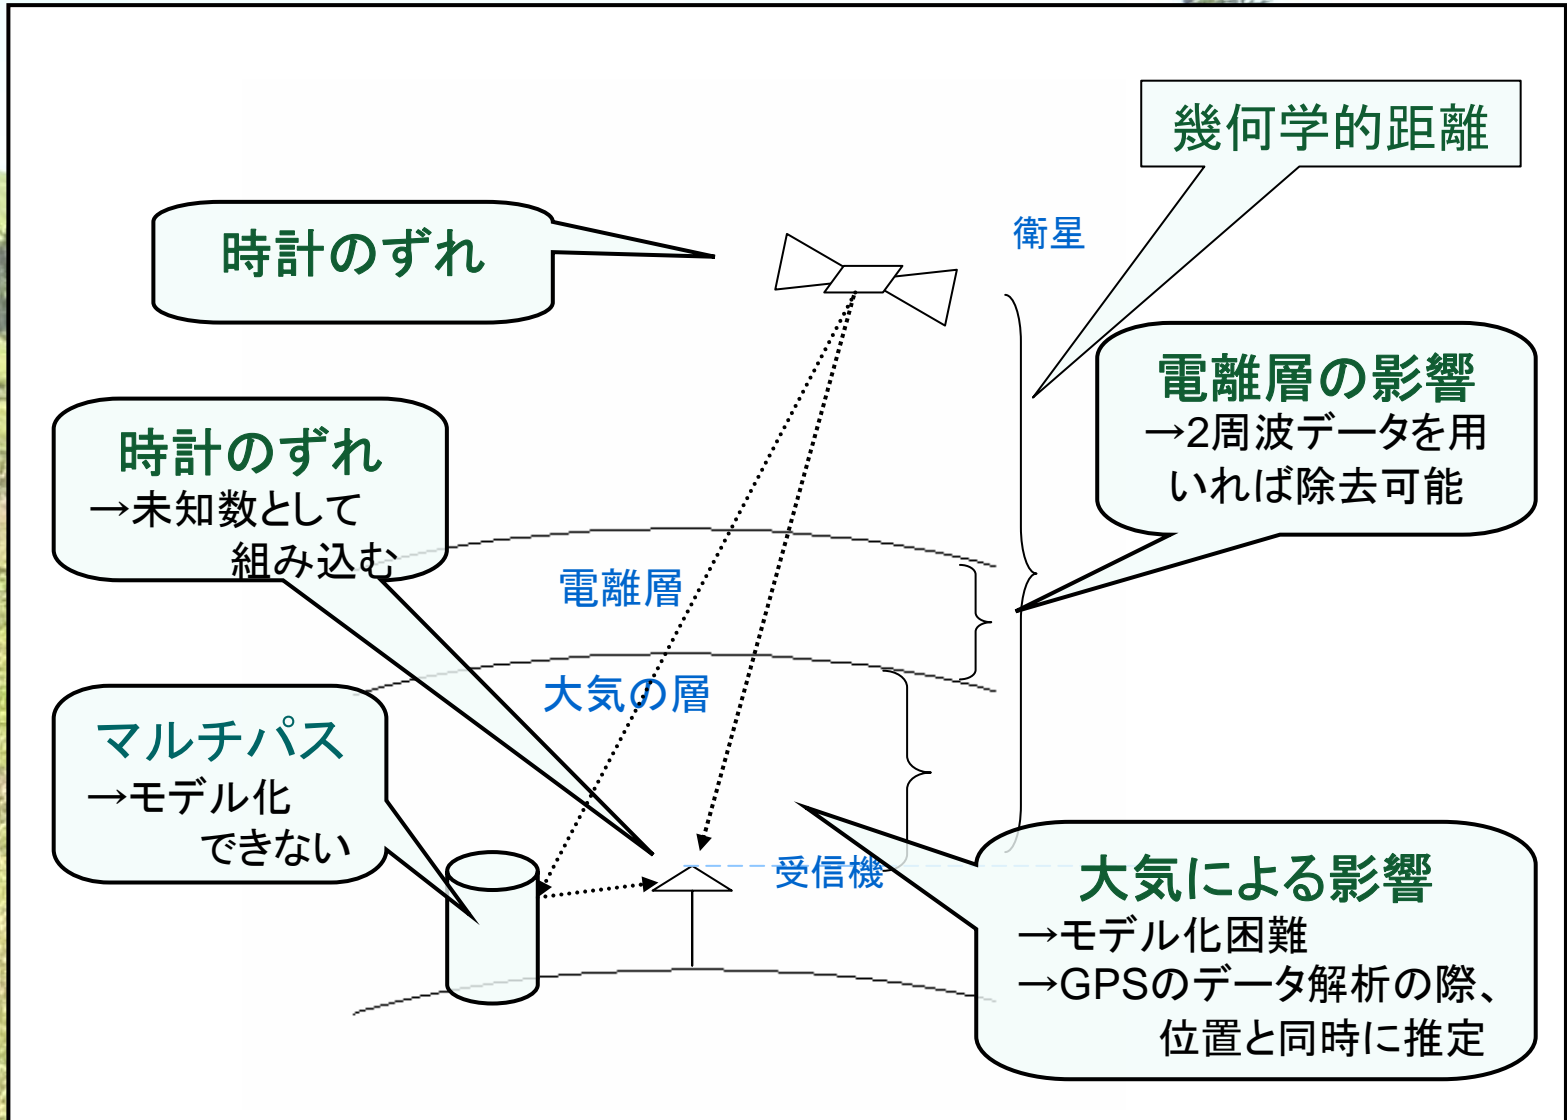 幾何学的距離
衛星
時計のずれ
電離層の影響
→2周波データを用
いれば除去可能
時計のずれ
→未知数として
組み込む
電離層
大気の層
マルチパス
→モデル化
できない
受信機
大気による影響
→モデル化困難
→GPSのデータ解析の際、
位置と同時に推定